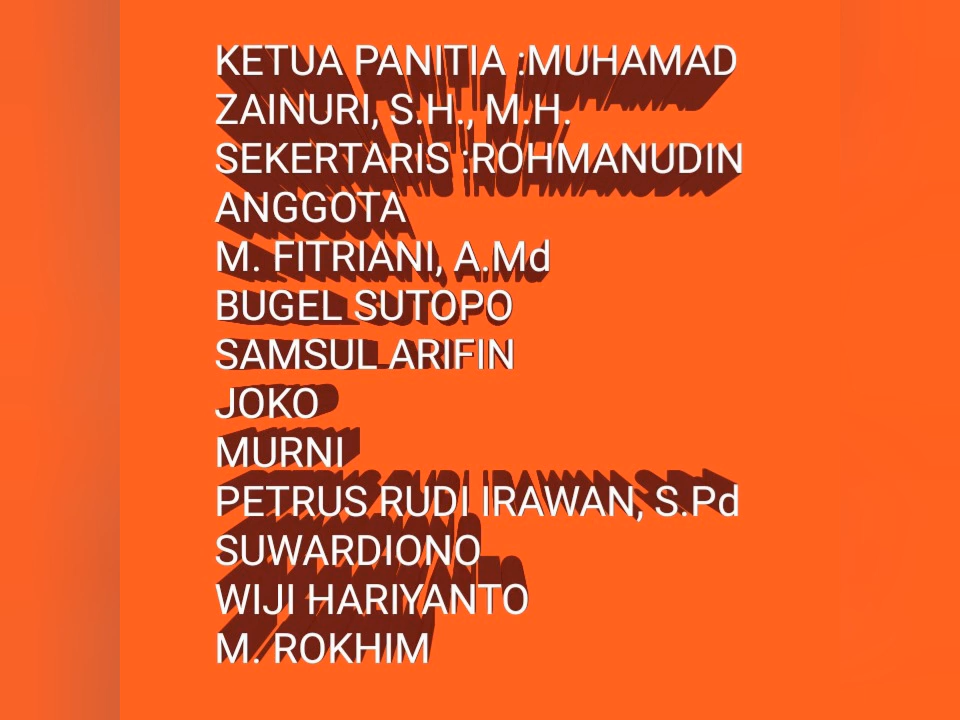 KETUA PANITIA :MUHAMAD
ZAINURI, S.H., M.H.
SEKERTARIS :ROHMANUDIN
ANGGOTA
M. FITRIANI, A.Md
BUGEL SUTOPO
SAMSUL ARIFIN
JOKO
MURNI
PETRUS RUDI IRAWAN, S.Pd
SUWARDIONO
WIJI HARIYANTO
M. ROKHIM